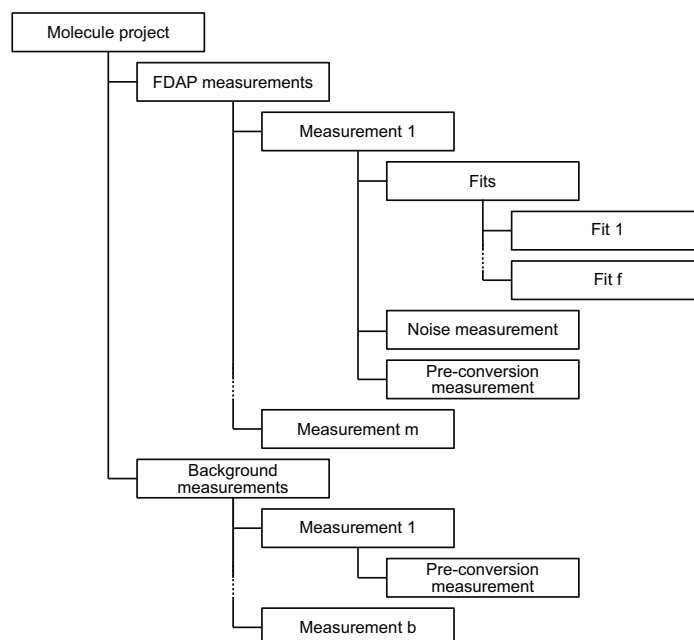 Molecule project
FDAP measurements
Measurement 1
Fits
Fit 1
Fit f
Noise measurement
Pre-conversion
measurement
Measurement m
Background
measurements
Measurement 1
Pre-conversion
measurement
Measurement b